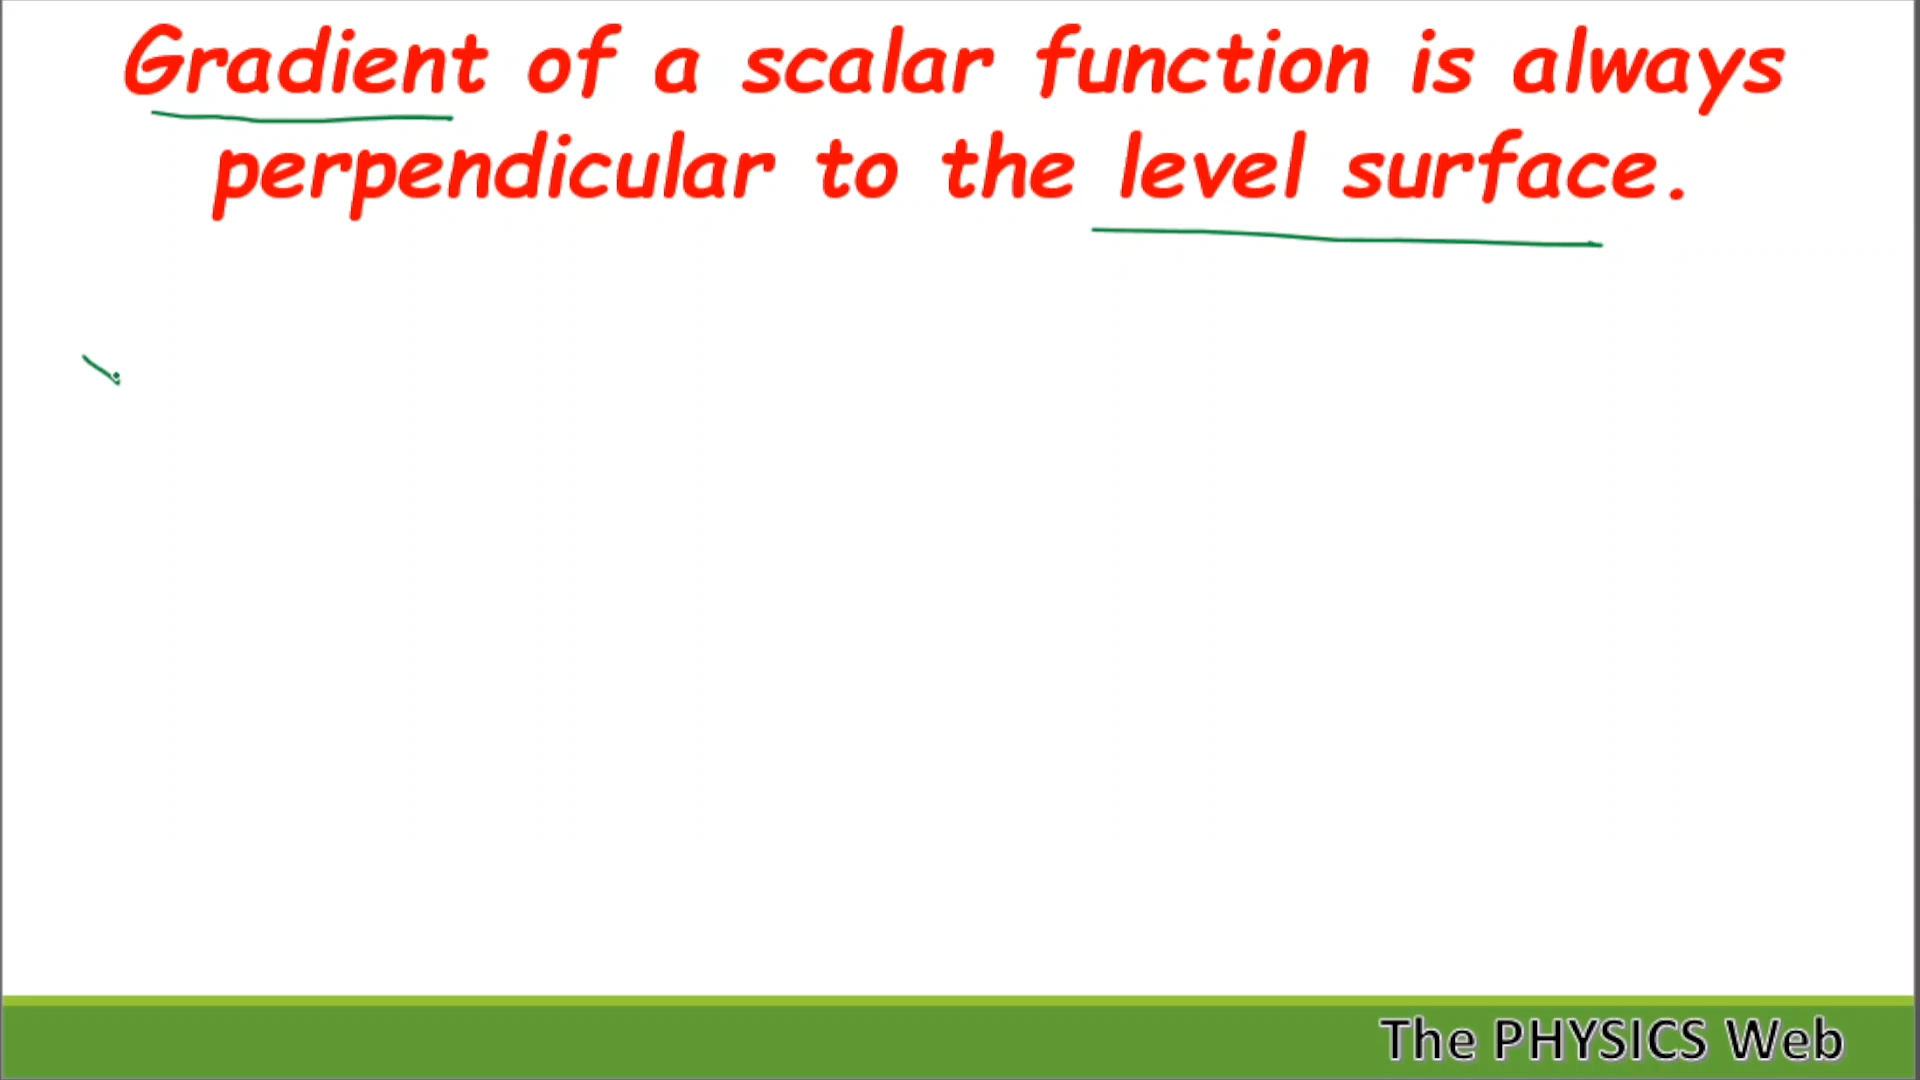 Gradient of a scalar function is always
perpendicular to the level surface.
The PHYSICS Web